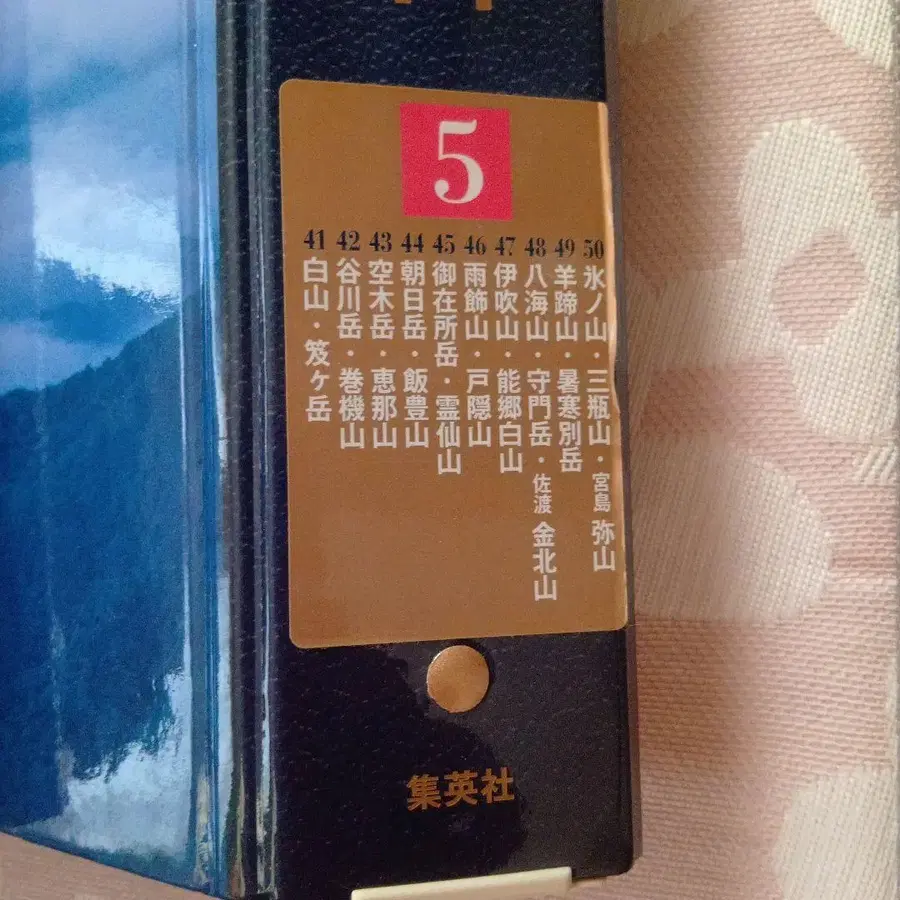 5
41 白山・笈ヶ岳
42 谷川岳・巻機山
43 空木岳・恵那山
44 朝日岳・飯豊山
45 御在所岳・霊仙山
46 雨飾山・戸隠山
47 伊吹山・能郷白山
48 八海山・守門岳・佐渡 金北山
49 羊蹄山・暑寒別岳
50 氷ノ山・三瓶山・宮島 弥山
集英社